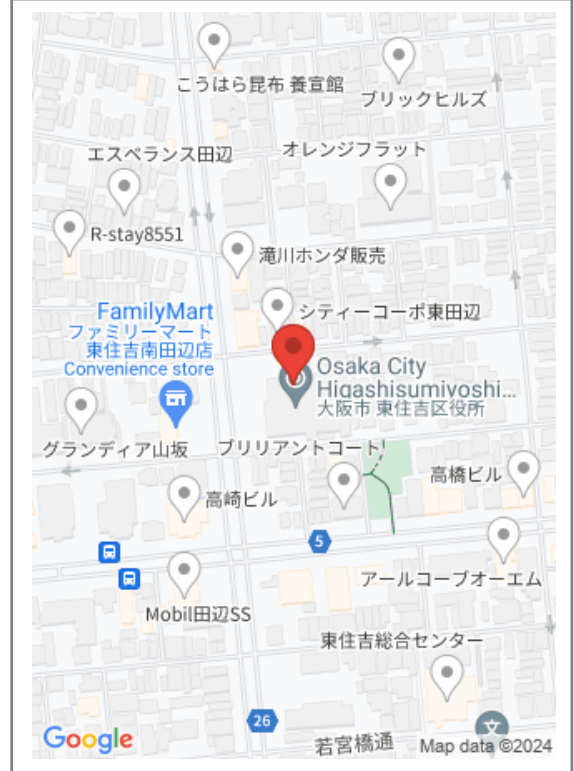 こうはら昆布 養宣館
ブリックヒルズ
エスペランス田辺
オレンジフラット
R-stay8551
滝川ホンダ販売
シティーコーポ東田辺
FamilyMart
ファミリーマート
東住吉南田辺店
Convenience store
Osaka City
Higashisumiyoshi...
大阪市 東住吉区役所
グランディア山坂
ブリリアントコート
高橋ビル
高崎ビル
5
アールコーブオーエム
Mobil田辺SS
東住吉総合センター
26
文
若宮橋通
Google
Map data ©2024